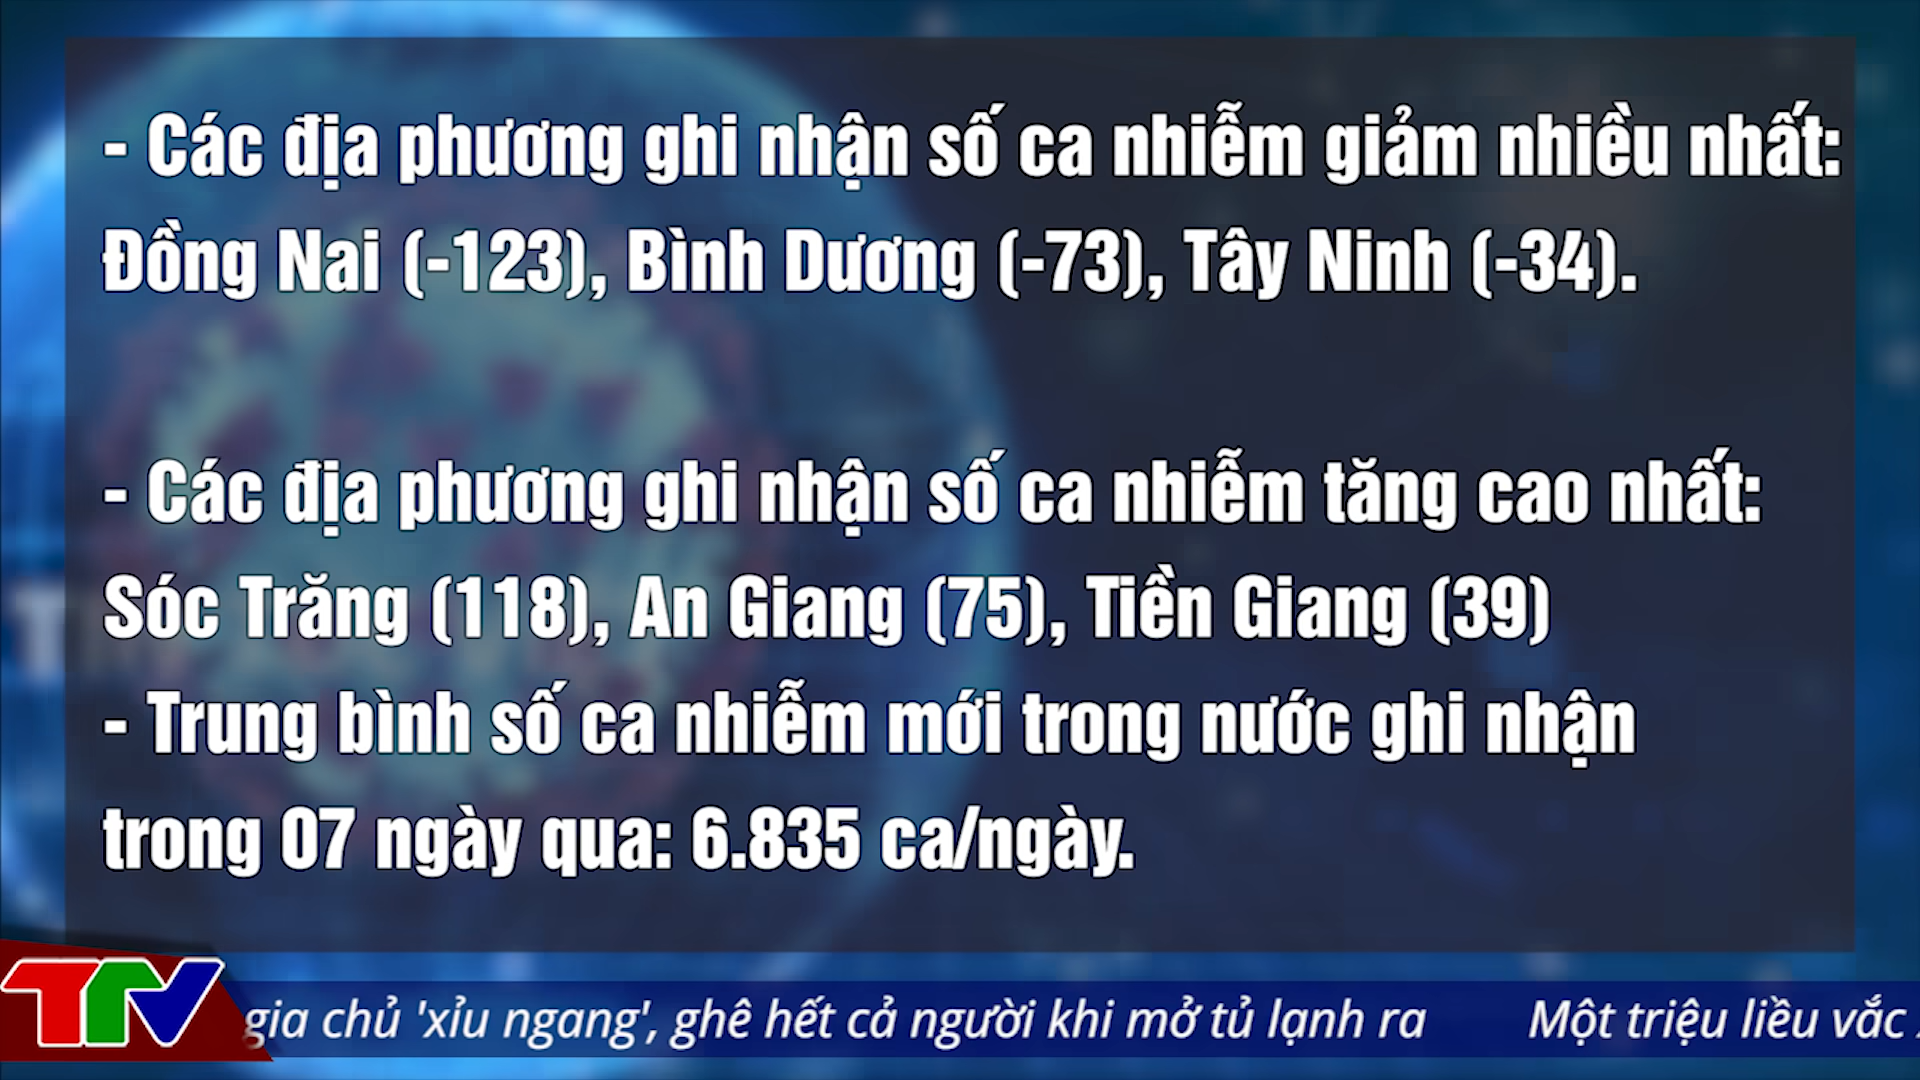 - Các địa phương ghi nhận số ca nhiễm giảm nhiều nhất:
Đồng Nai (-123), Bình Dương (-73), Tây Ninh (-34).
- Các địa phương ghi nhận số ca nhiễm tăng cao nhất:
Sóc Trăng (118), An Giang (75), Tiền Giang (39)
- Trung bình số ca nhiễm mới trong nước ghi nhận
trong 07 ngày qua: 6.835 ca/ngày.
TTV gia chủ 'xỉu ngang', ghê hết cả người khi mở tủ lạnh ra Một triệu liều vắc